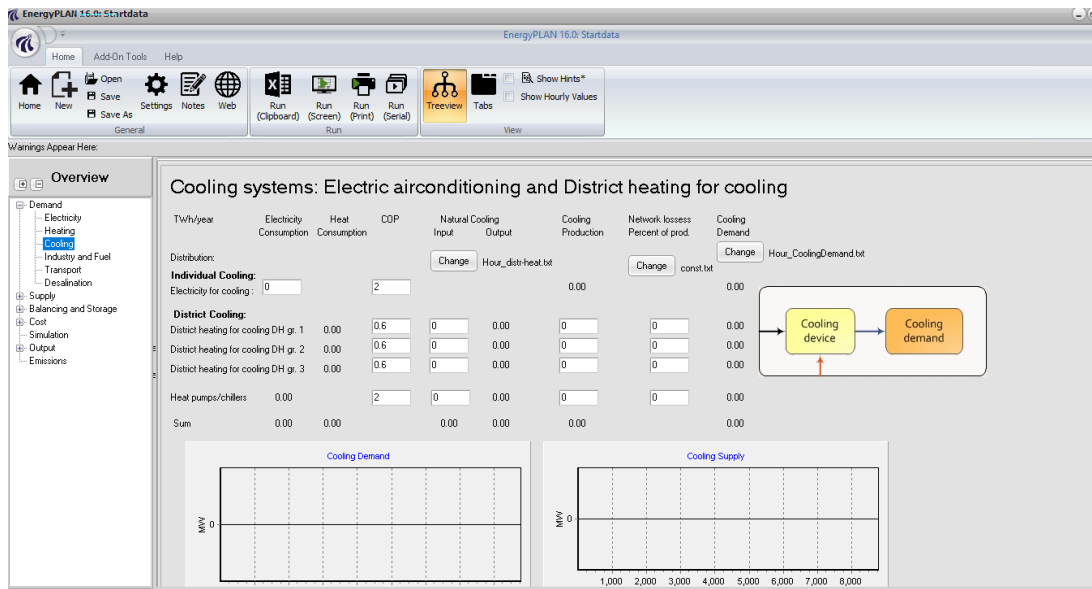 EnergyPLAN 16.0: Startdata
EnergyPLAN 16.0: Startdata
Home Add-On Tools Help
Home New Open Save Save As Settings Notes Web Run (Clipboard) Run (Screen) Run (Print) Run (Serial) Treeview Tabs Show Hints* Show Hourly Values
General Run View
Warnings Appear Here:
Overview
Demand
Electricity
Heating
Cooling
Industry and Fuel
Transport
Desalination
Supply
Balancing and Storage
Cost
Simulation
Output
Emissions
Cooling systems: Electric airconditioning and District heating for cooling
TWh/year Electricity Heat COP Natural Cooling Cooling Network lossess Cooling
Consumption Consumption Input Output Production Percent of prod. Demand
Distribution: Change Hour_distr-heat.txt Change const.txt Change Hour_CoolingDemand.txt
Individual Cooling:
Electricity for cooling : 0 2 0.00 0.00
District Cooling:
District heating for cooling DH gr. 1 0.00 0.6 0 0.00 0 0 0.00
District heating for cooling DH gr. 2 0.00 0.6 0 0.00 0 0 0.00
District heating for cooling DH gr. 3 0.00 0.6 0 0.00 0 0 0.00
Heat pumps/chillers 0.00 2 0 0.00 0 0 0.00
Sum 0.00 0.00 0.00 0.00 0.00 0.00
Cooling device
Cooling demand
Cooling Demand
MW 0
Cooling Supply
MW 0
1,000 2,000 3,000 4,000 5,000 6,000 7,000 8,000